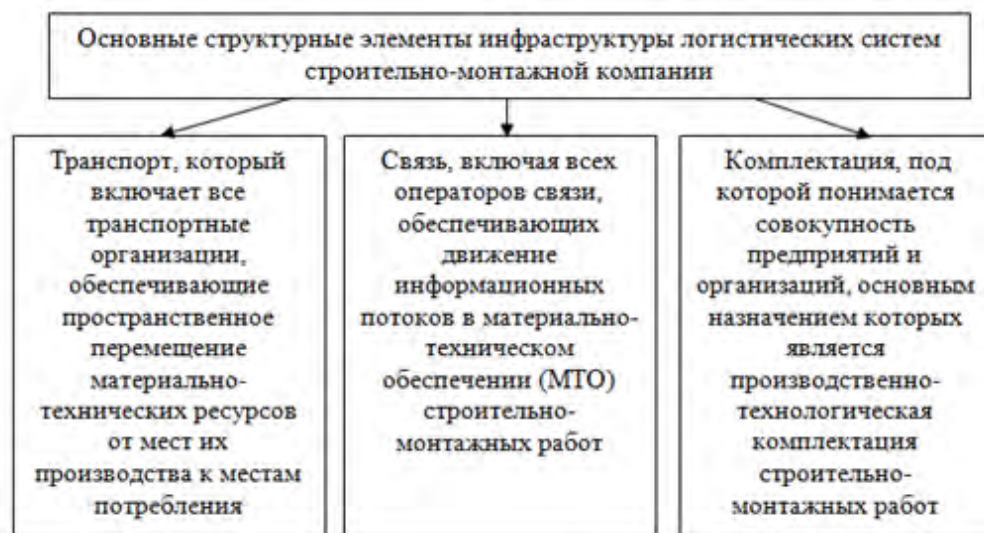 Основные структурные элементы инфраструктуры логистических систем
строительно-монтажной компании
Транспорт, который
включает все
транспортные
организации,
обеспечивающие
пространственное
перемещение
материально-
технических ресурсов
от мест их
производства к местам
потребления
Связь, включая всех
операторов связи,
обеспечивающих
движение
информационных
потоков в материально-
техническом
обеспечении (МТО)
строительно-
монтажных работ
Комплектация, под
которой понимается
совокупность
предприятий и
организаций, основным
назначением которых
является
производственно-
технологическая
комплектация
строительно-
монтажных работ